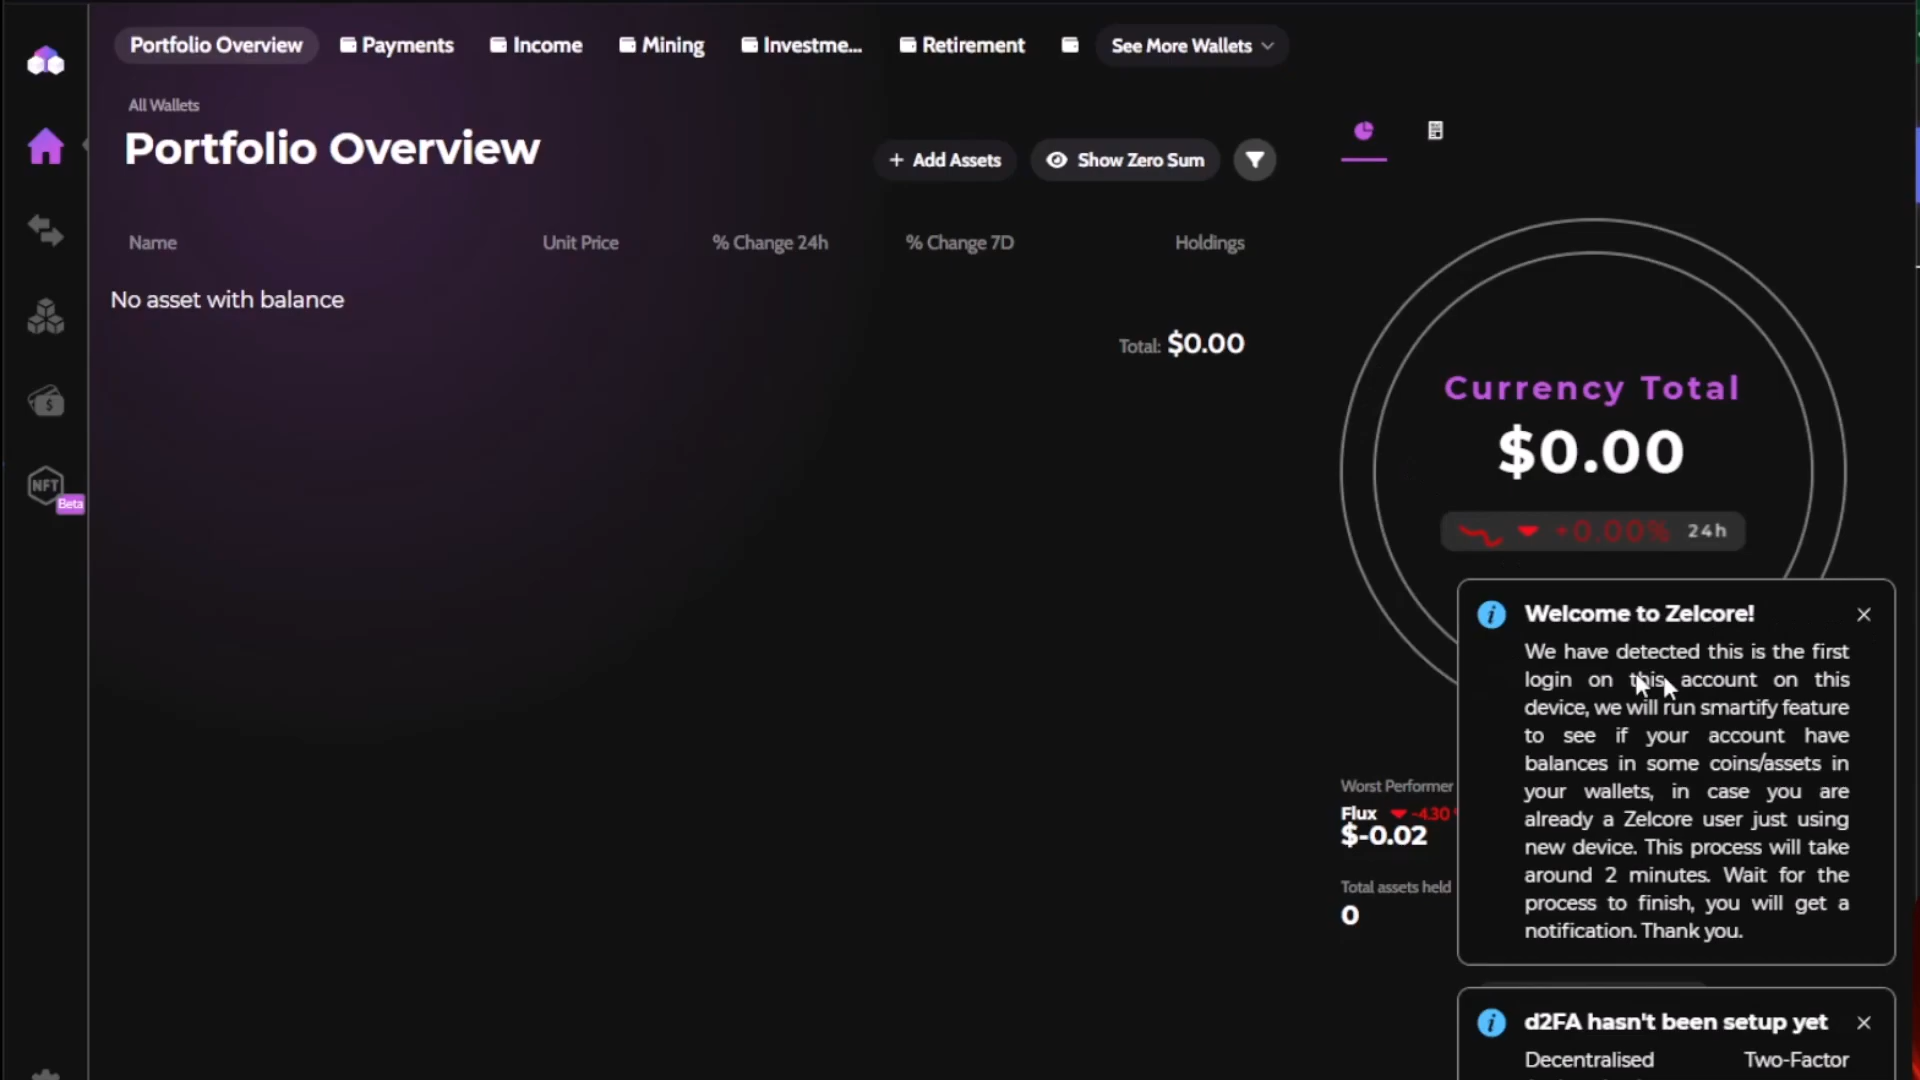 Portfolio Overview Payments Income Mining Investme... Retirement See More Wallets
All Wallets
Portfolio Overview
+ Add Assets Show Zero Sum
Name Unit Price % Change 24h % Change 7D Holdings
No asset with balance
Total: $0.00
NFT
Beta
Currency Total
$0.00
+0.00% 24h
Worst Performer
Flux -4.30
$-0.02
Total assets held
0
Welcome to Zelcore!
We have detected this is the first
login on this account on this
device, we will run smartify feature
to see if your account have
balances in some coins/assets in
your wallets, in case you are
already a Zelcore user just using
new device. This process will take
around 2 minutes. Wait for the
process to finish, you will get a
notification. Thank you.
d2FA hasn't been setup yet
Decentralised Two-Factor